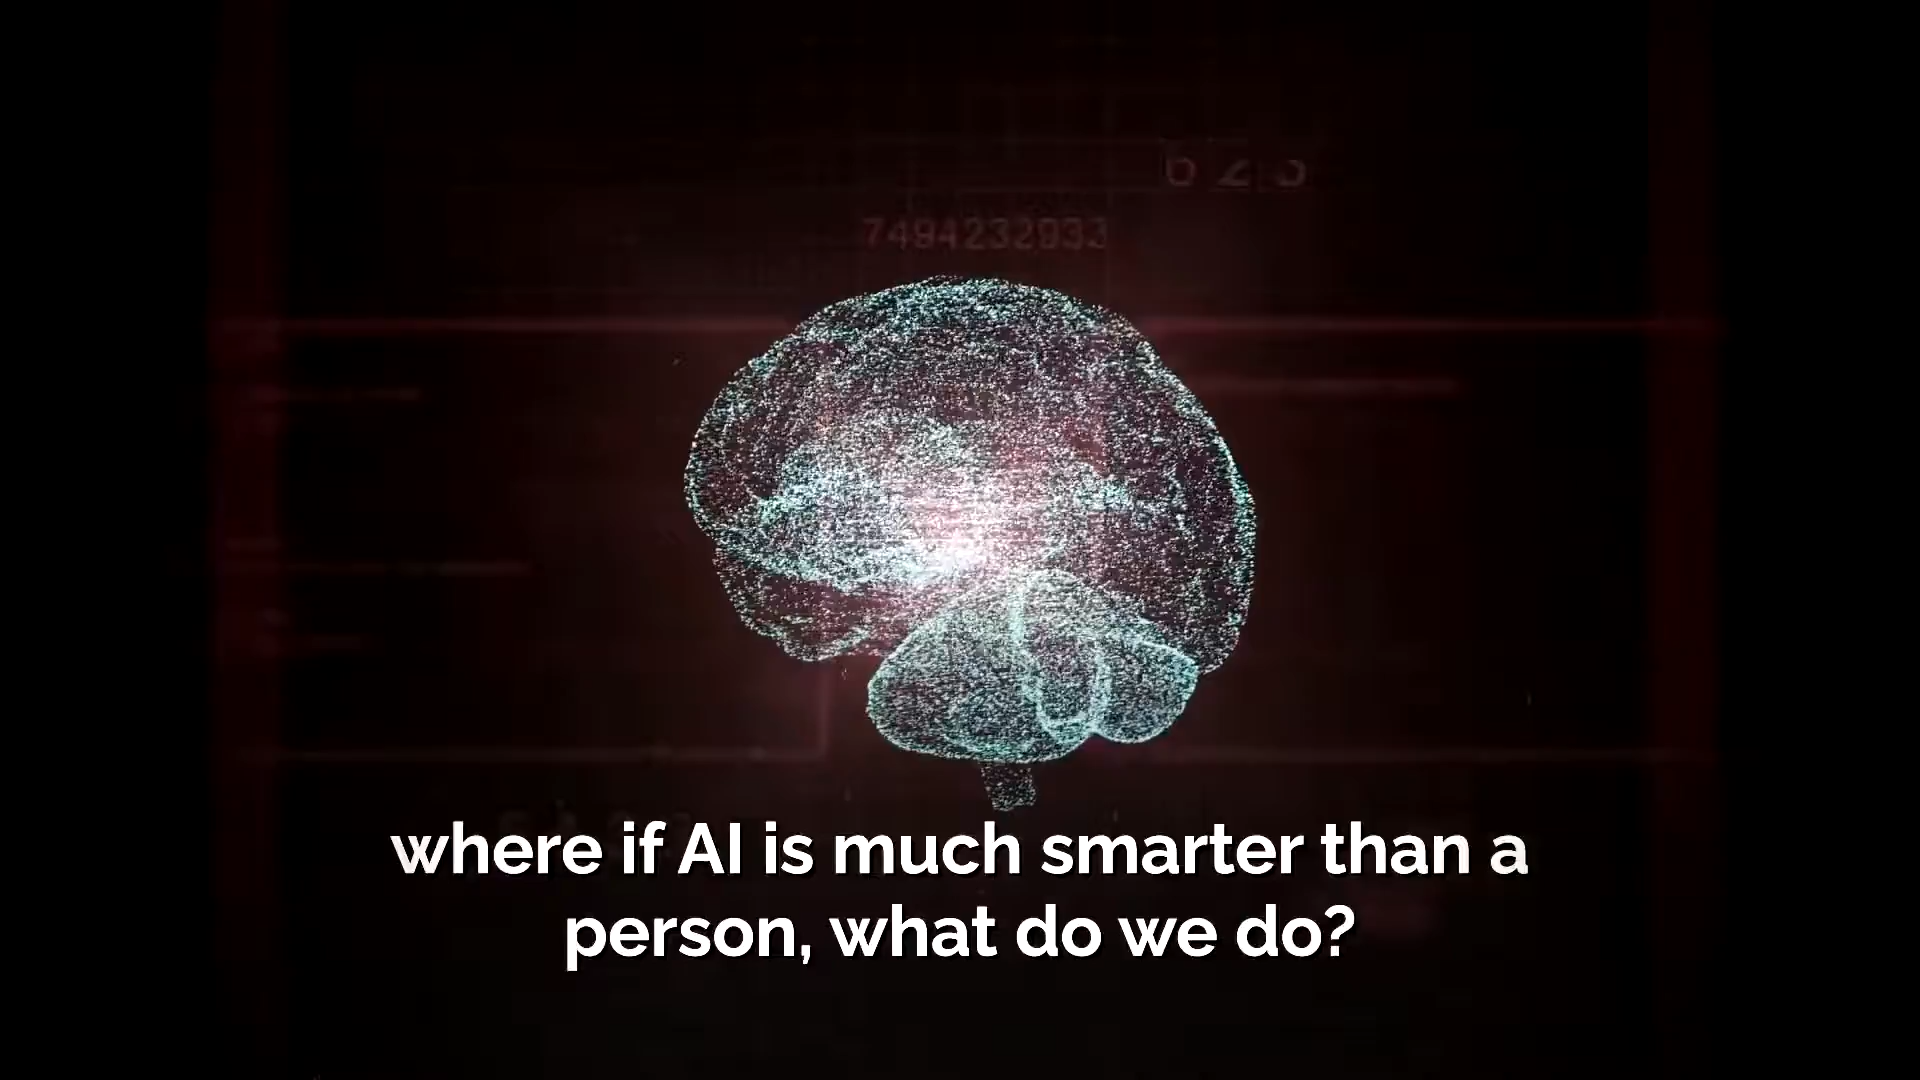 7494232933
where if AI is much smarter than a
person, what do we do?